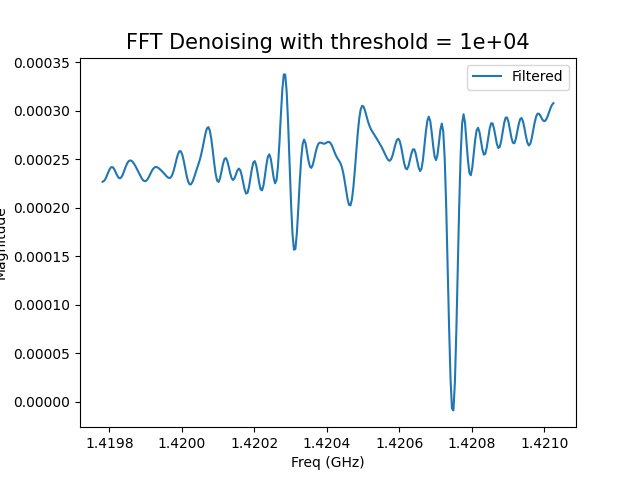 FFT Denoising with threshold = 1e+04
Filtered
0.00035
0.00030
0.00025
0.00020
0.00015
0.00010
0.00005
0.00000
Magnitude
1.4198 1.4200 1.4202 1.4204 1.4206 1.4208 1.4210
Freq (GHz)